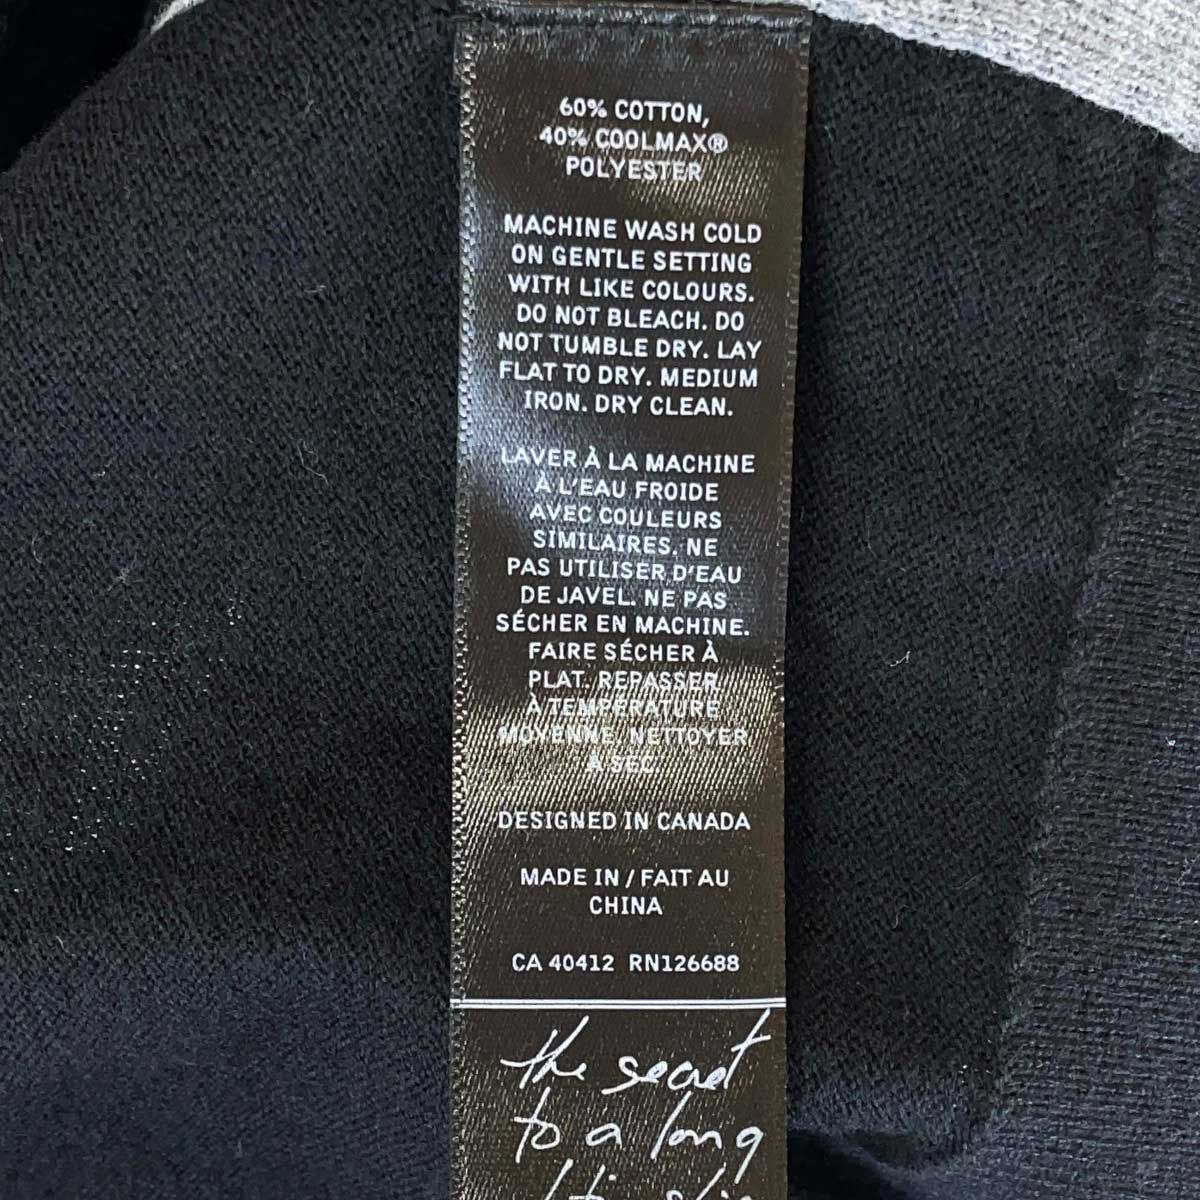 60% COTTON,
40% COOLMAX®
POLYESTER
MACHINE WASH COLD
ON GENTLE SETTING
WITH LIKE COLOURS.
DO NOT BLEACH. DO
NOT TUMBLE DRY. LAY
FLAT TO DRY. MEDIUM
IRON. DRY CLEAN.
LAVER À LA MACHINE
À L'EAU FROIDE
AVEC COULEURS
SIMILAIRES. NE
PAS UTILISER D'EAU
DE JAVEL. NE PAS
SÉCHER EN MACHINE.
FAIRE SÉCHER À
PLAT. REPASSER
À TEMPÉRATURE
MOYENNE. NETTOYER
À SEC
DESIGNED IN CANADA
MADE IN / FAIT AU
CHINA
CA 40412 RN126688
the secret
to a long